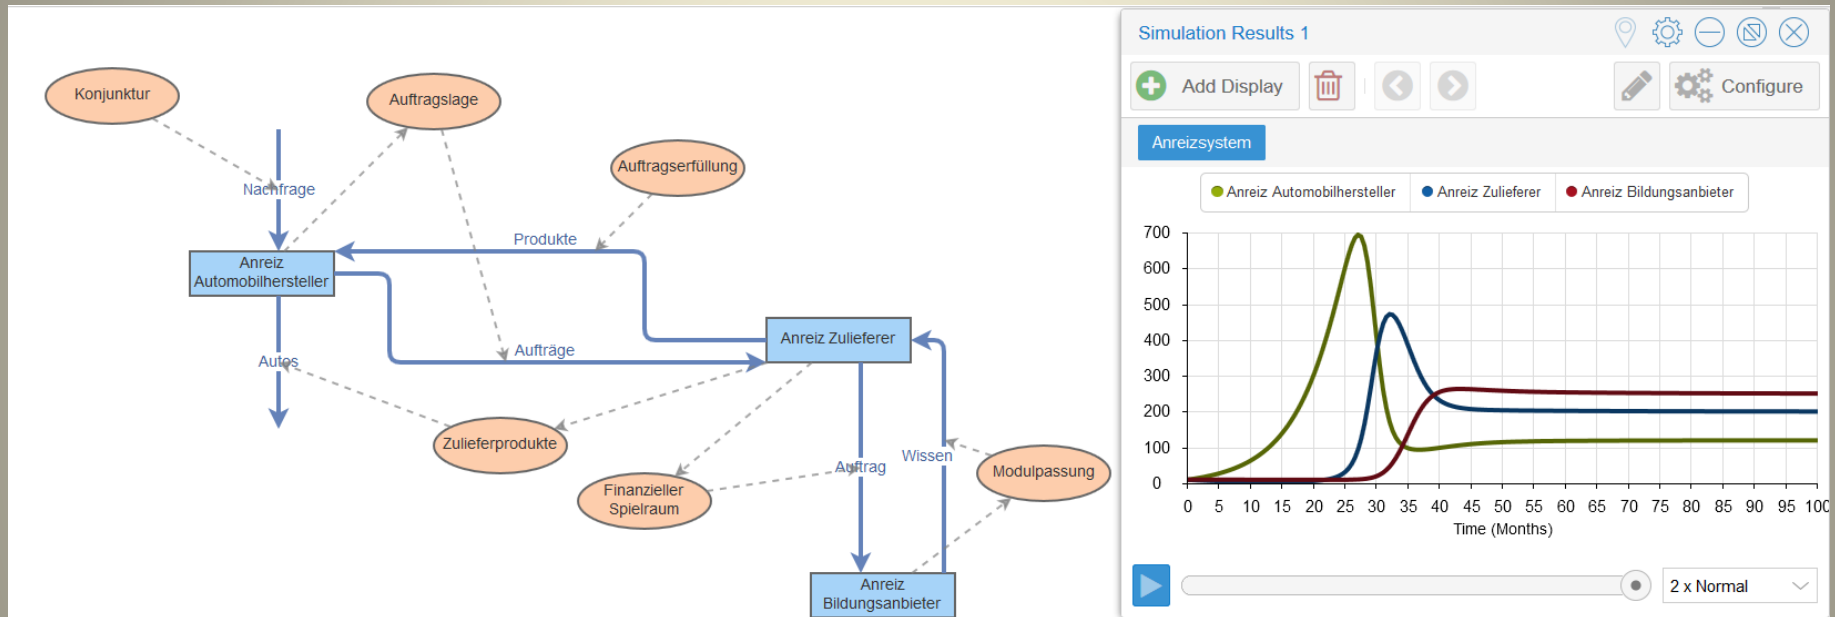 Konjunktur
Auftragslage
Auftragserfüllung
Nachfrage
Produkte
Anreiz
Automobilhersteller
Anreiz Zulieferer
Aufträge
Autos
Zulieferprodukte
Auftrag
Wissen
Modulpassung
Finanzieller
Spielraum
Anreiz
Bildungsanbieter
Simulation Results 1
Add Display
Configure
Anreizsystem
Anreiz Automobilhersteller Anreiz Zulieferer Anreiz Bildungsanbieter
700
600
500
400
300
200
100
0
0 5 10 15 20 25 30 35 40 45 50 55 60 65 70 75 80 85 90 95 100
Time (Months)
2 x Normal